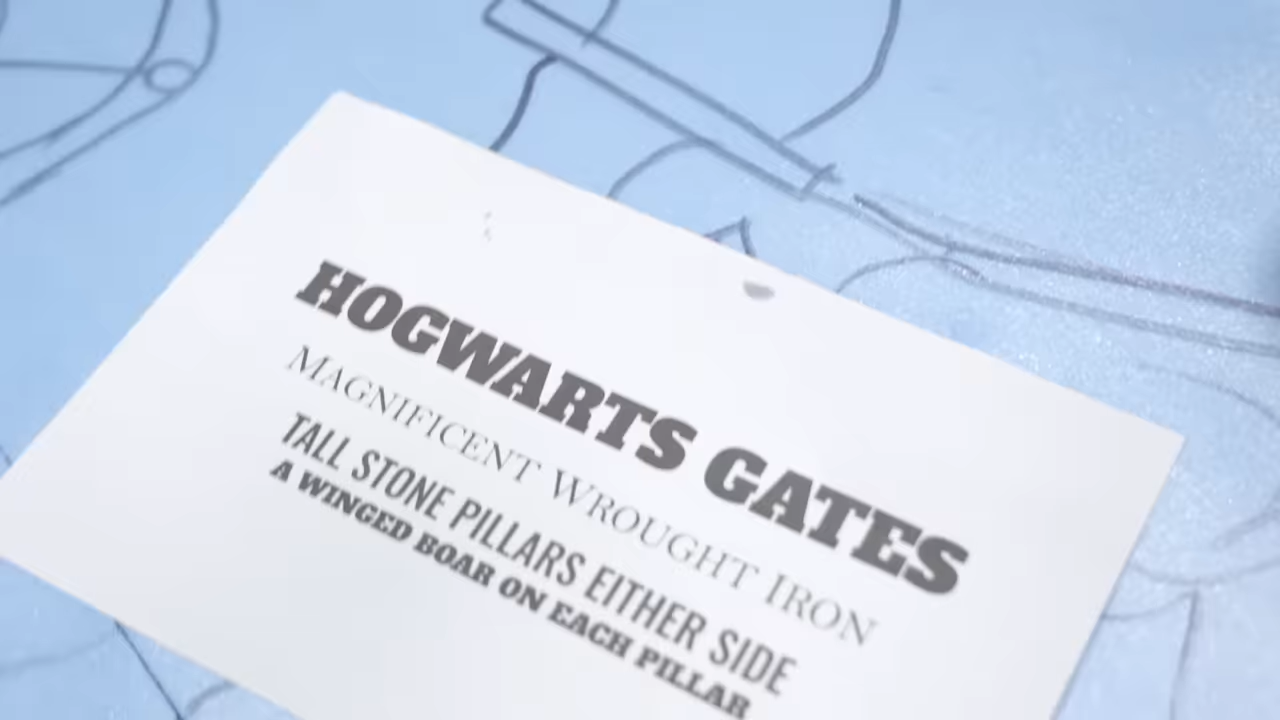 HOGWARTS GATES
MAGNIFICENT WROUGHT IRON
TALL STONE PILLARS EITHER SIDE
A WINGED BOAR ON EACH PILLAR